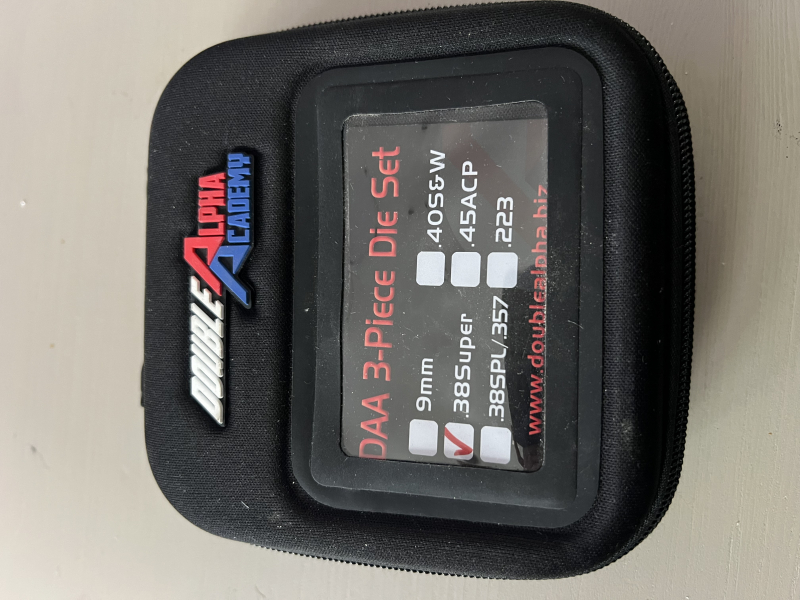 DOUBLE ALPHA
ACADEMY
DAA 3-Piece Die Set
9mm .40S&W
.38Super .45ACP
.38SPL/.357 .223
www.doublealpha.biz